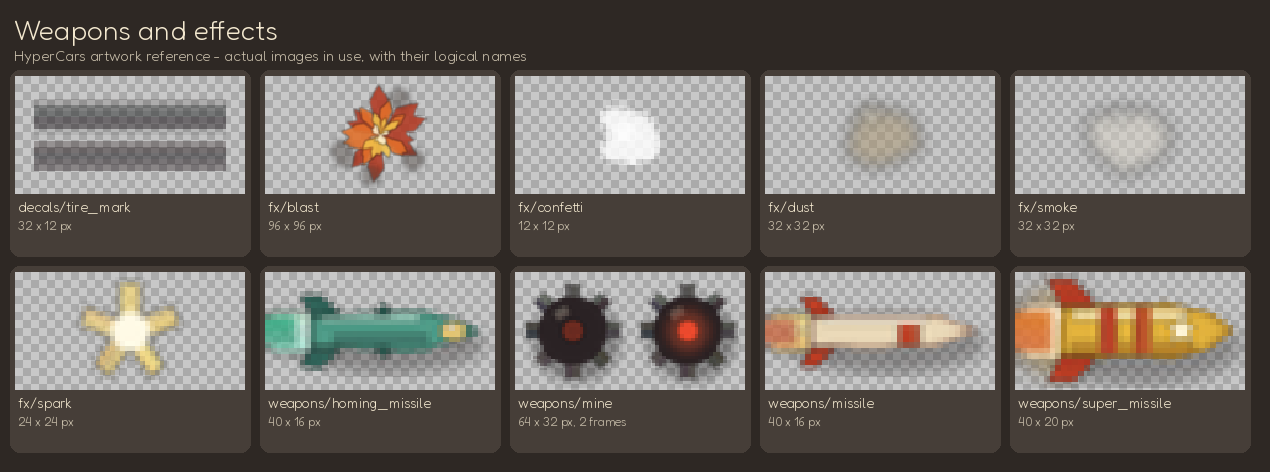 Weapons and effects
HyperCars artwork reference - actual images in use, with their logical names
decals/tire_mark
32 x 12 px
fx/blast
96 x 96 px
fx/confetti
12 x 12 px
fx/dust
32 x 32 px
fx/smoke
32 x 32 px
fx/spark
24 x 24 px
weapons/homing_missile
40 x 16 px
weapons/mine
64 x 32 px, 2 frames
weapons/missile
40 x 16 px
weapons/super_missile
40 x 20 px